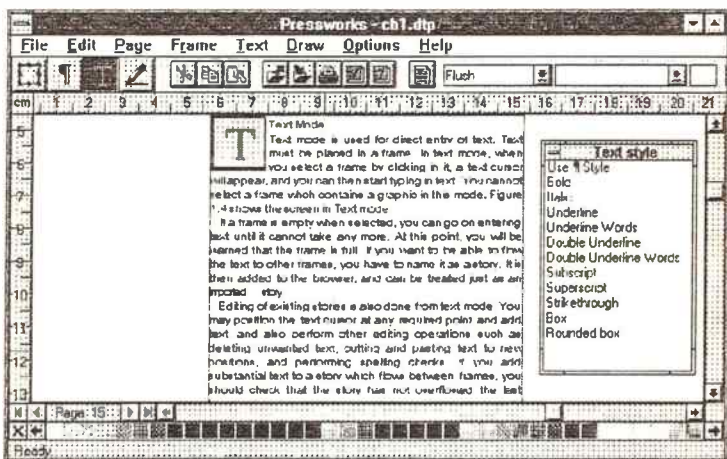 Pressworks - ch1.dtp
File Edit Page Frame Text Draw Options Help
Flush
cm 1 2 3 4 5 6 7 8 9 10 11 12 13 14 15 16 17 18 19 20 21
5
T
Text Mode
Text mode is used for direct entry of text. Text
must be placed in a frame. In text mode, when
you select a frame by clicking in it, a text cursor
will appear, and you can then start typing in text. You cannot
select a frame which contains a graphic in this mode. Figure
1.4 shows the screen in Text mode
If a frame is empty when selected, you can go on entering
text until it cannot take any more. At this point, you will be
warned that the frame is full. If you want to be able to flow
the text to other frames, you have to name it as a story. It is
then added to the browser, and can be treated just as an
imported story
Editing of existing stores is also done from text mode. You
may position the text cursor at any required point and add
text and also perform other editing operations such as
deleting unwanted text, cutting and pasting text to new
positions, and performing spelling checks. If you add
substantial text to a story which flows between frames, you
should check that the story has not overflowed the last
6
7
8
9
10
11
12
13
Text style
Use ¶ Style
Bold
Italic
Underline
Underline Words
Double Underline
Double Underline Words
Subscript
Superscript
Strikethrough
Box
Rounded box
Page: 15
Ready